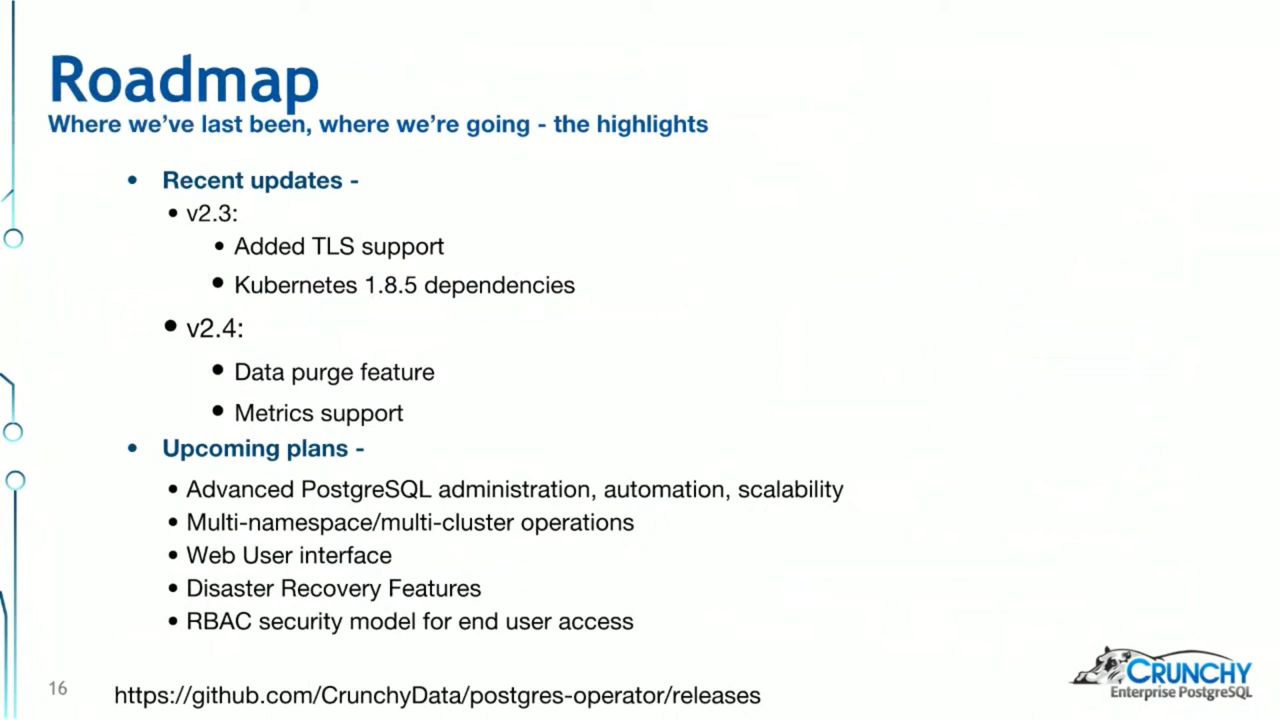 Roadmap
Where we've last been, where we're going - the highlights
• Recent updates -
• v2.3:
• Added TLS support
• Kubernetes 1.8.5 dependencies
• v2.4:
• Data purge feature
• Metrics support
• Upcoming plans -
• Advanced PostgreSQL administration, automation, scalability
• Multi-namespace/multi-cluster operations
• Web User interface
• Disaster Recovery Features
• RBAC security model for end user access
16
https://github.com/CrunchyData/postgres-operator/releases
CRUNCHY
Enterprise PostgreSQL